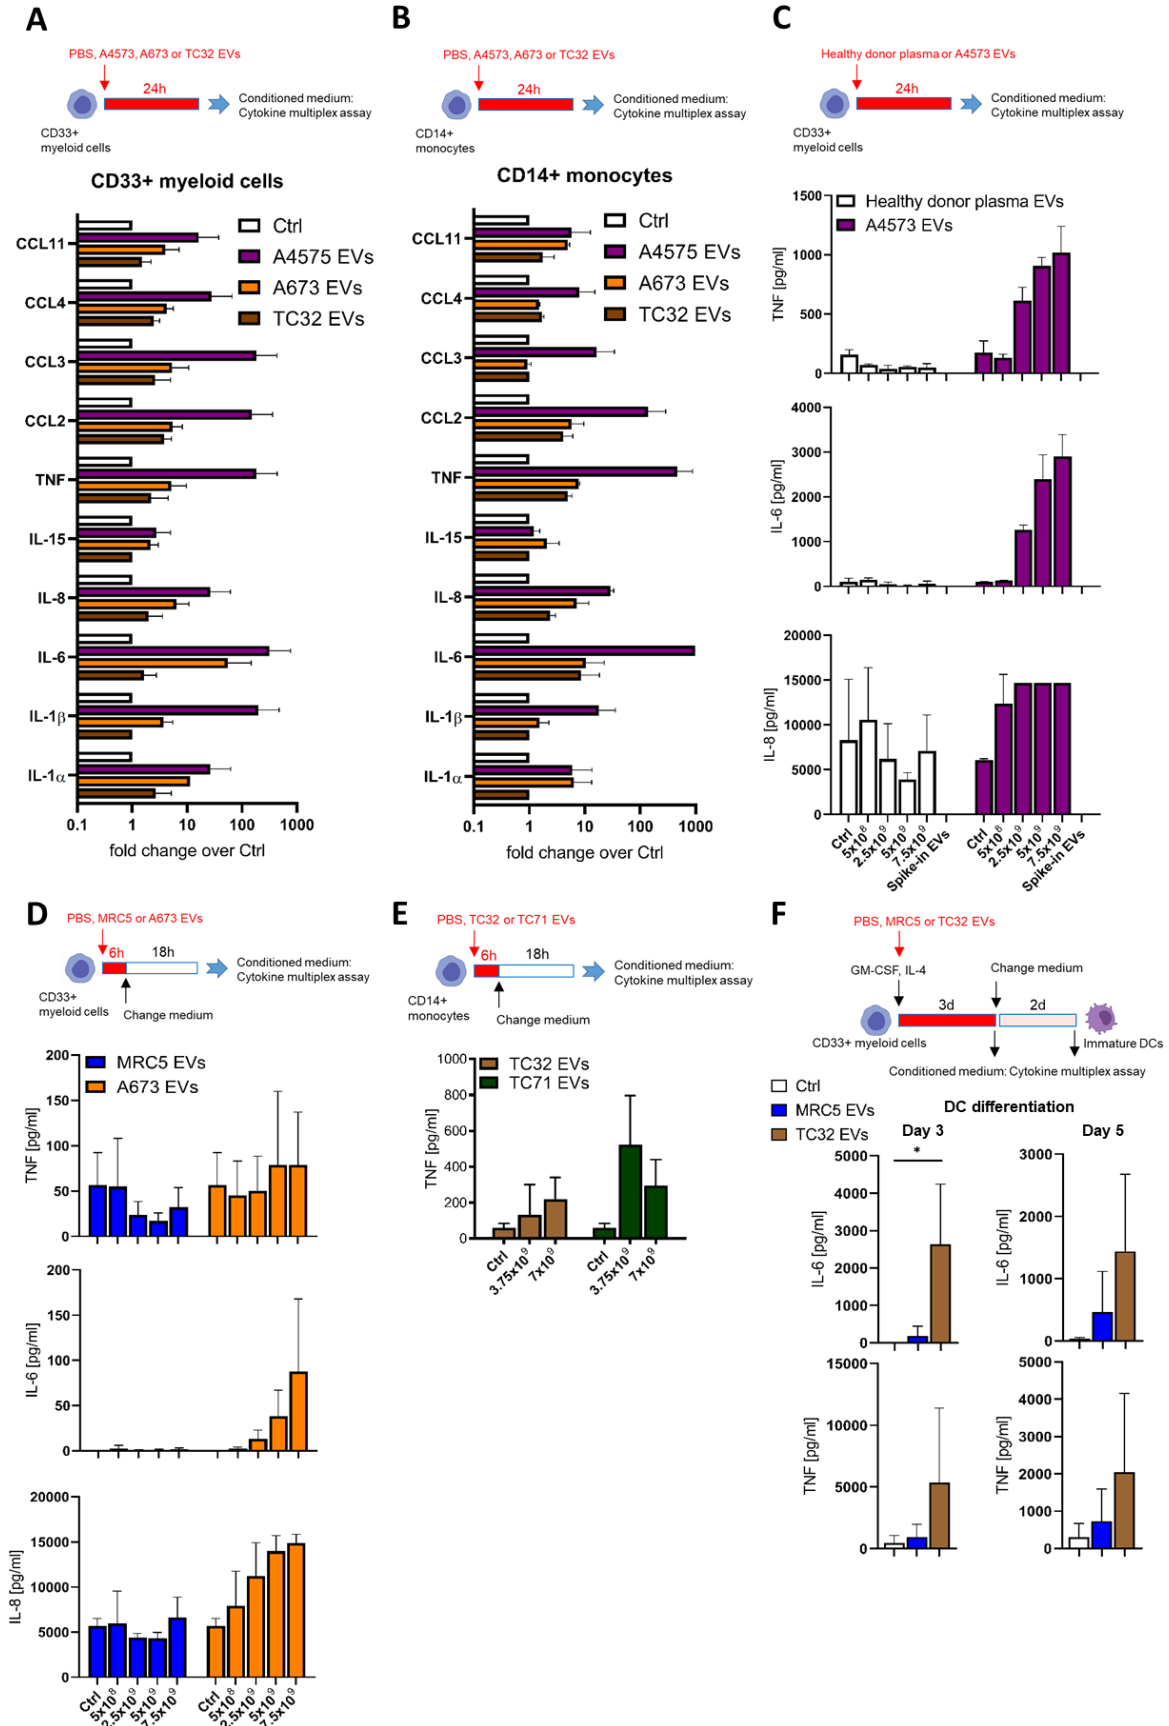 A
PBS, A4573, A673 or TC32 EVs
24h
Conditioned medium:
Cytokine multiplex assay
CD33+
myeloid cells
CD33+ myeloid cells
Ctrl
A4575 EVs
A673 EVs
TC32 EVs
CCL11
CCL4
CCL3
CCL2
TNF
IL-15
IL-8
IL-6
IL-1β
IL-1α
0.1 1 10 100 1000
fold change over Ctrl
B
PBS, A4573, A673 or TC32 EVs
24h
Conditioned medium:
Cytokine multiplex assay
CD14+
monocytes
CD14+ monocytes
Ctrl
A4575 EVs
A673 EVs
TC32 EVs
CCL11
CCL4
CCL3
CCL2
TNF
IL-15
IL-8
IL-6
IL-1β
IL-1α
0.1 1 10 100 1000
fold change over Ctrl
C
Healthy donor plasma or A4573 EVs
24h
Conditioned medium:
Cytokine multiplex assay
CD33+
myeloid cells
Healthy donor plasma EVs
A4573 EVs
TNF [pg/ml]
1500
1000
500
0
IL-6 [pg/ml]
4000
3000
2000
1000
0
IL-8 [pg/ml]
20000
15000
10000
5000
0
Ctrl 5x10⁸ 2.5x10⁹ 5x10⁹ 7.5x10⁹ Spike-in EVs Ctrl 5x10⁸ 2.5x10⁹ 5x10⁹ 7.5x10⁹ Spike-in EVs
D
PBS, MRC5 or A673 EVs
6h 18h
Conditioned medium:
Cytokine multiplex assay
CD33+
myeloid cells
Change medium
MRC5 EVs
A673 EVs
TNF [pg/ml]
200
150
100
50
0
IL-6 [pg/ml]
200
150
100
50
0
IL-8 [pg/ml]
20000
15000
10000
5000
0
Ctrl 5x10⁸ 2.5x10⁹ 5x10⁹ 7.5x10⁹ Ctrl 5x10⁸ 2.5x10⁹ 5x10⁹ 7.5x10⁹
E
PBS, TC32 or TC71 EVs
6h 18h
Conditioned medium:
Cytokine multiplex assay
CD14+
monocytes
Change medium
TC32 EVs
TC71 EVs
TNF [pg/ml]
1000
800
600
400
200
0
Ctrl 3.75x10⁹ 7x10⁹ Ctrl 3.75x10⁹ 7x10⁹
F
PBS, MRC5 or TC32 EVs
GM-CSF, IL-4
Change medium
3d 2d
CD33+ myeloid cells
Immature DCs
Conditioned medium: Cytokine multiplex assay
Ctrl
MRC5 EVs
TC32 EVs
DC differentiation
Day 3
*
IL-6 [pg/ml]
5000
4000
3000
2000
1000
0
Day 5
IL-6 [pg/ml]
3000
2000
1000
0
TNF [pg/ml]
15000
10000
5000
0
TNF [pg/ml]
5000
4000
3000
2000
1000
0